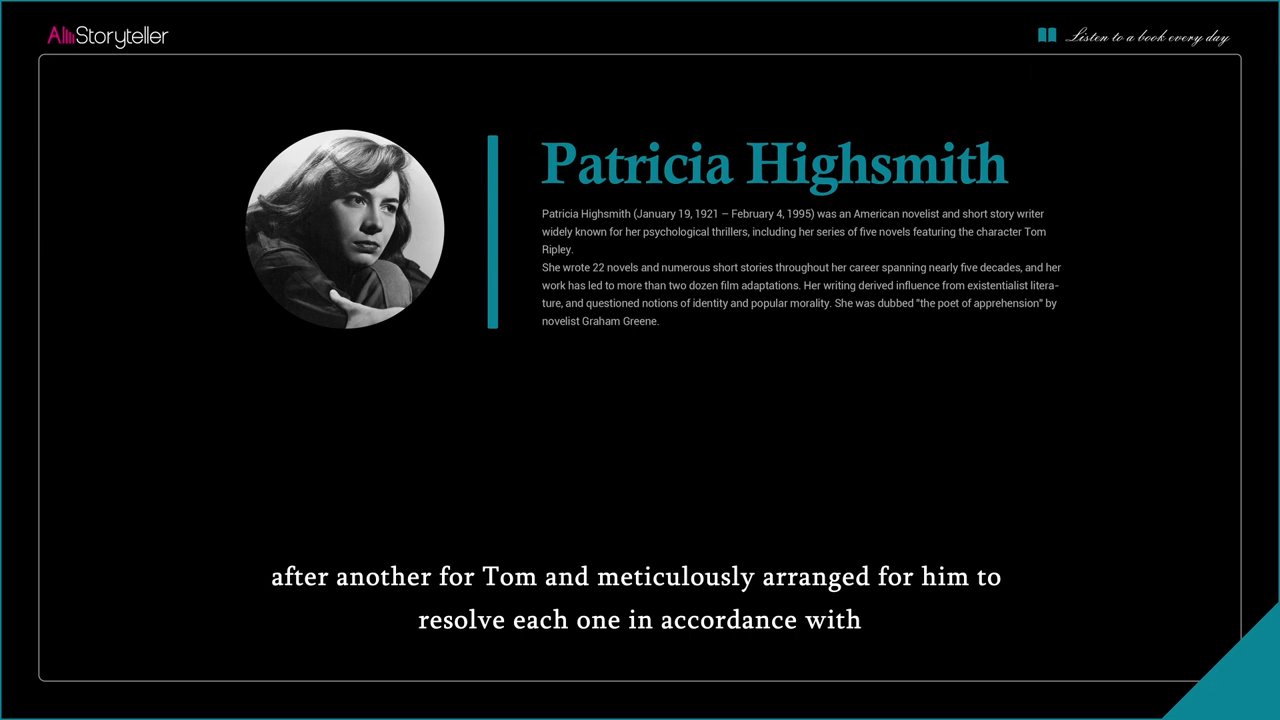 AllStoryteller
Listen to a book every day
Patricia Highsmith
Patricia Highsmith (January 19, 1921 – February 4, 1995) was an American novelist and short story writer
widely known for her psychological thrillers, including her series of five novels featuring the character Tom
Ripley.
She wrote 22 novels and numerous short stories throughout her career spanning nearly five decades, and her
work has led to more than two dozen film adaptations. Her writing derived influence from existentialist litera-
ture, and questioned notions of identity and popular morality. She was dubbed "the poet of apprehension" by
novelist Graham Greene.
after another for Tom and meticulously arranged for him to
resolve each one in accordance with